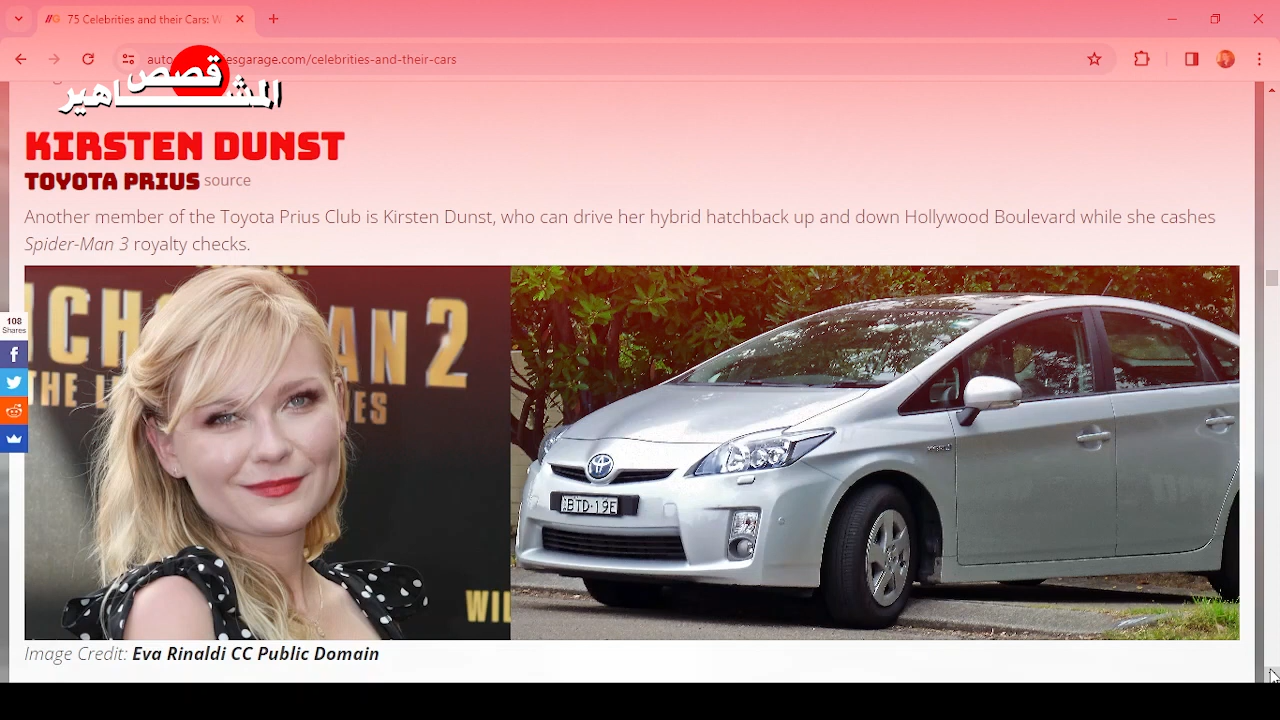 75 Celebrities and their Cars: W
esgarage.com/celebrities-and-their-cars
قصص
المشاهير
KIRSTEN DUNST
TOYOTA PRIUS source
Another member of the Toyota Prius Club is Kirsten Dunst, who can drive her hybrid hatchback up and down Hollywood Boulevard while she cashes
Spider-Man 3 royalty checks.
108
Shares
AN 2
THE
BTD-19E
Image Credit: Eva Rinaldi CC Public Domain